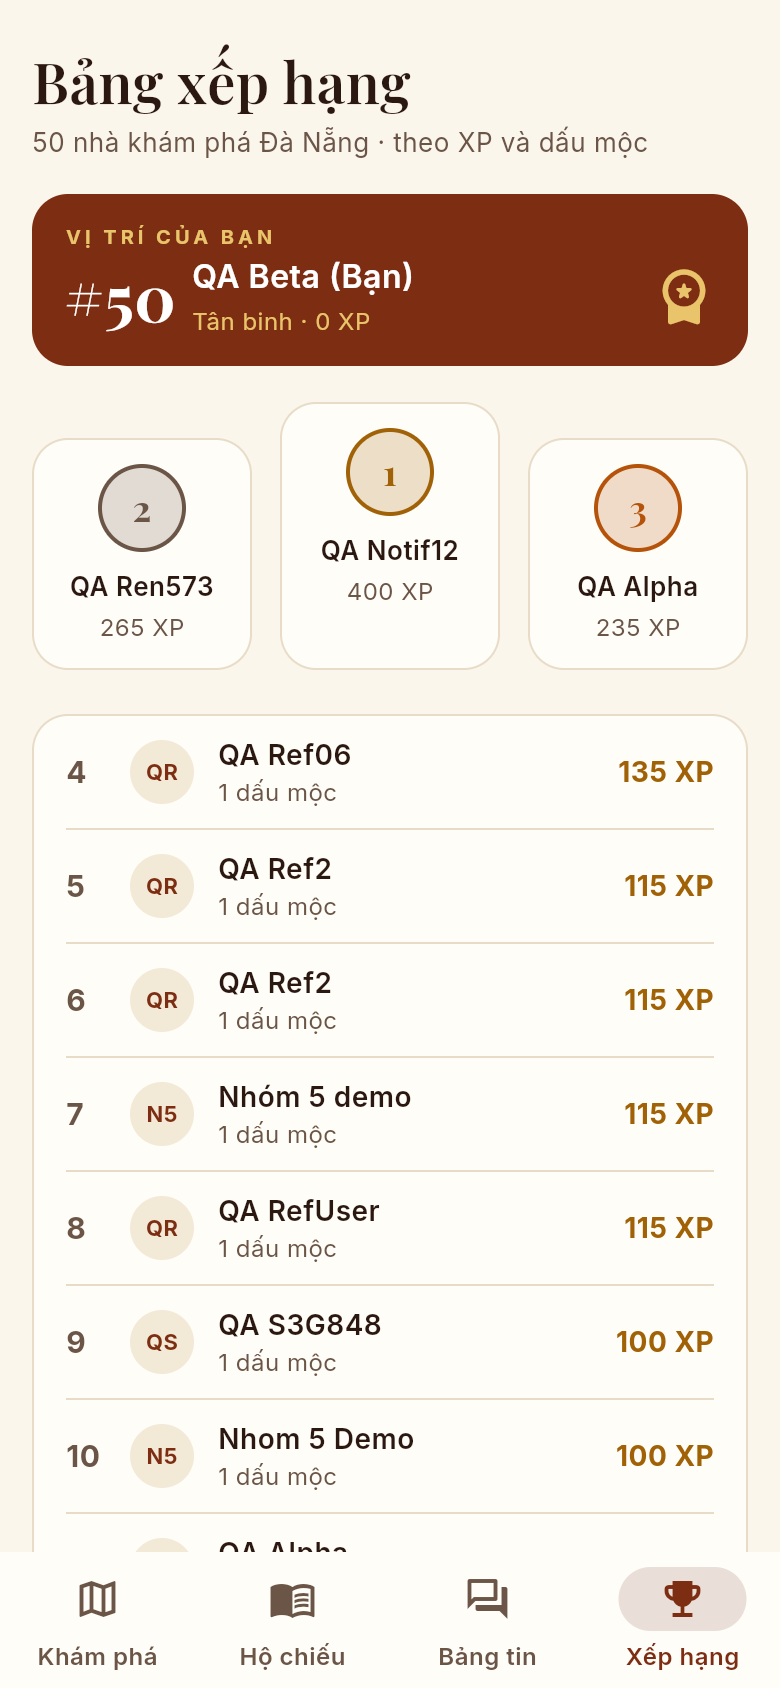 Bảng xếp hạng
50 nhà khám phá Đà Nẵng · theo XP và dấu mộc
VỊ TRÍ CỦA BẠN
#50
QA Beta (Bạn)
Tân binh · 0 XP
2
QA Ren573
265 XP
1
QA Notif12
400 XP
3
QA Alpha
235 XP
4 QR QA Ref06 135 XP
1 dấu mộc
5 QR QA Ref2 115 XP
1 dấu mộc
6 QR QA Ref2 115 XP
1 dấu mộc
7 N5 Nhóm 5 demo 115 XP
1 dấu mộc
8 QR QA RefUser 115 XP
1 dấu mộc
9 QS QA S3G848 100 XP
1 dấu mộc
10 N5 Nhom 5 Demo 100 XP
1 dấu mộc
QA Alpha
Khám phá Hộ chiếu Bảng tin Xếp hạng